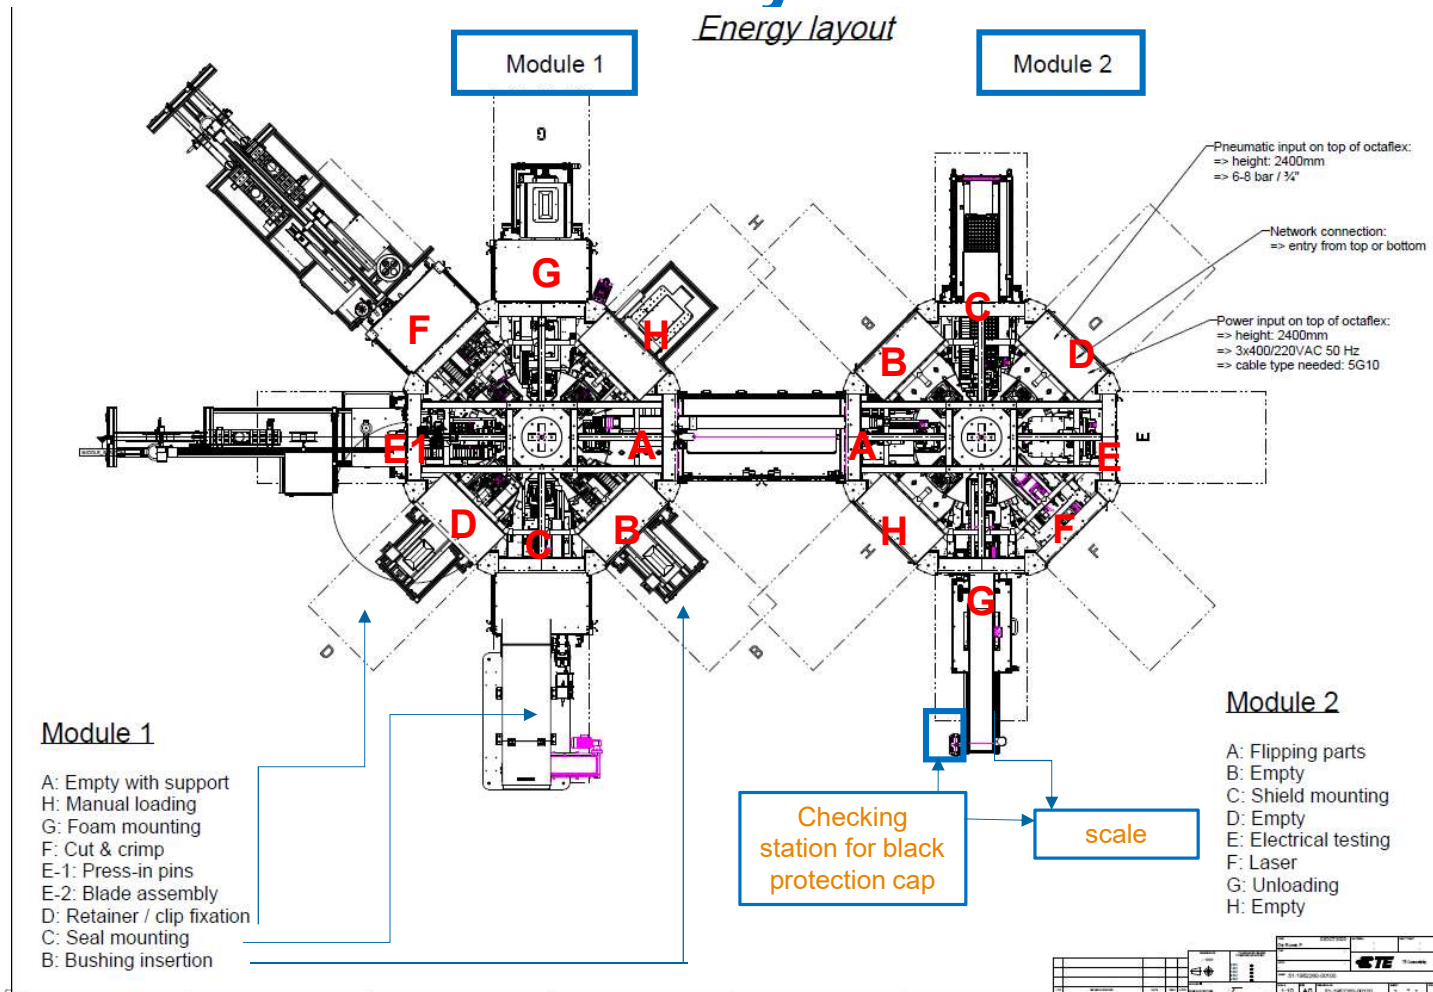 Energy layout
Module 1
Module 2
G
Pneumatic input on top of octaflex:
=> height: 2400mm
=> 6-8 bar / ¾"
H
Network connection:
=> entry from top or bottom
G
C
F
H
B
D
B
D
Power input on top of octaflex:
=> height: 2400mm
=> 3x400/220VAC 50 Hz
=> cable type needed: 5G10
E1
A
A
E
E
D
B
C
H
F
H
F
G
D
B
Module 1
A: Empty with support
H: Manual loading
G: Foam mounting
F: Cut & crimp
E-1: Press-in pins
E-2: Blade assembly
D: Retainer / clip fixation
C: Seal mounting
B: Bushing insertion
Checking
station for black
protection cap
scale
Module 2
A: Flipping parts
B: Empty
C: Shield mounting
D: Empty
E: Electrical testing
F: Laser
G: Unloading
H: Empty
TE